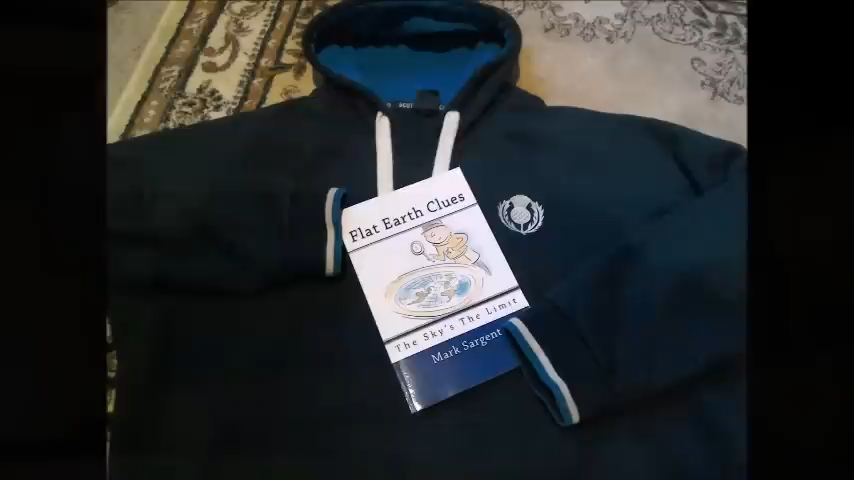 Flat Earth Clues
The Sky's The Limit
Mark Sargent